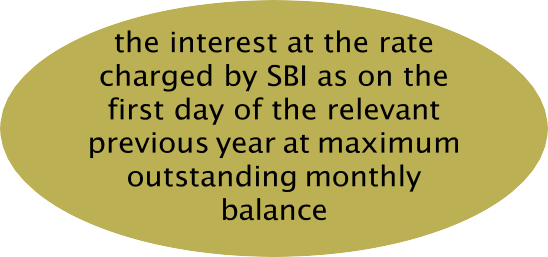 the interest at the rate
charged by SBI as on the
first day of the relevant
previous year at maximum
outstanding monthly
balance